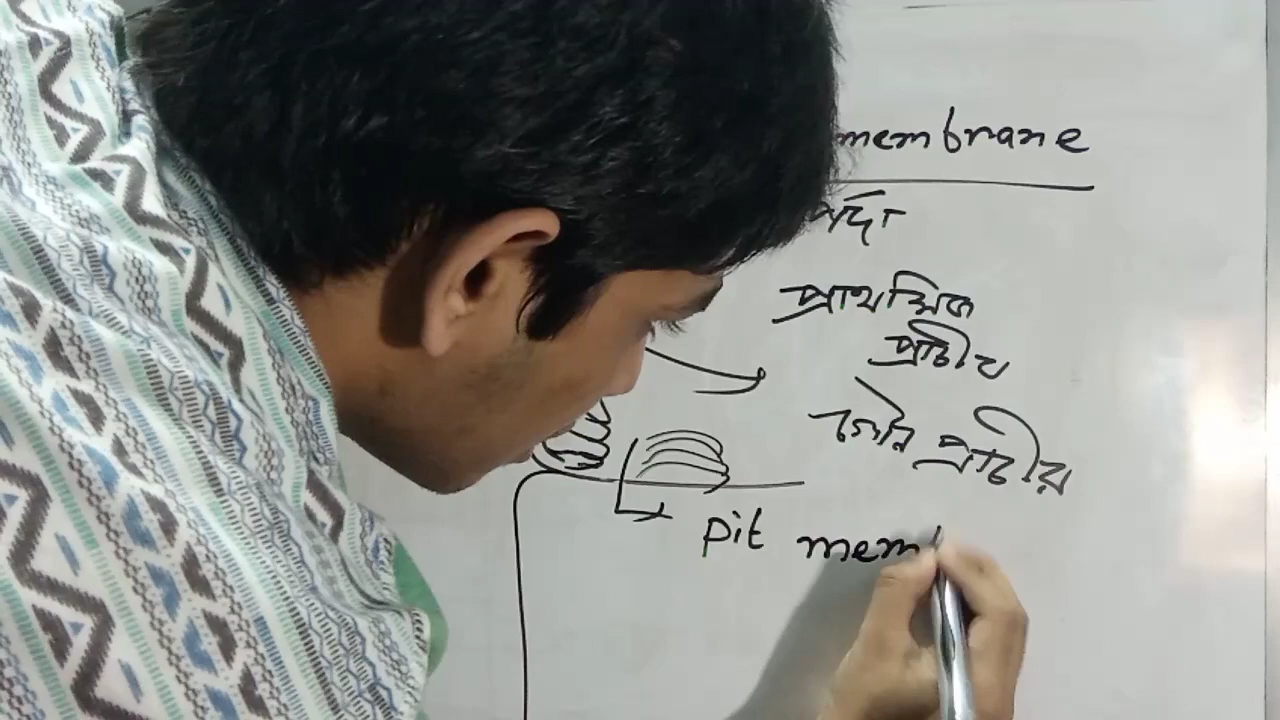 membrane
পর্দা
প্রাথমিক
প্রাচীর
গৌন প্রাচীর
pit mem